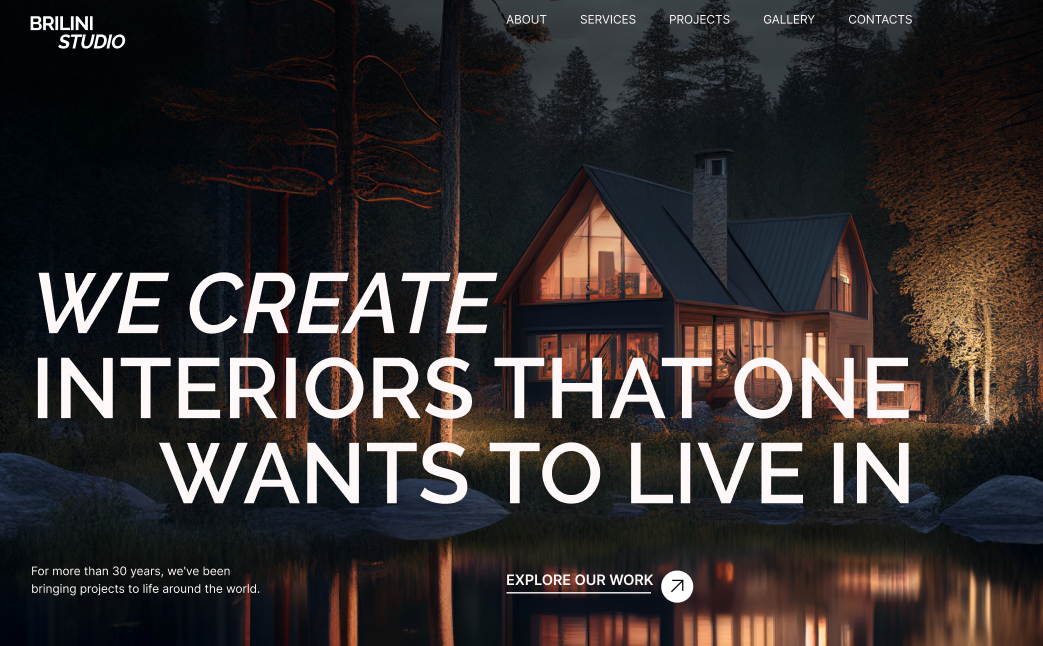 BRILINI
STUDIO
ABOUT SERVICES PROJECTS GALLERY CONTACTS
WE CREATE
INTERIORS THAT ONE
WANTS TO LIVE IN
For more than 30 years, we've been
bringing projects to life around the world.
EXPLORE OUR WORK